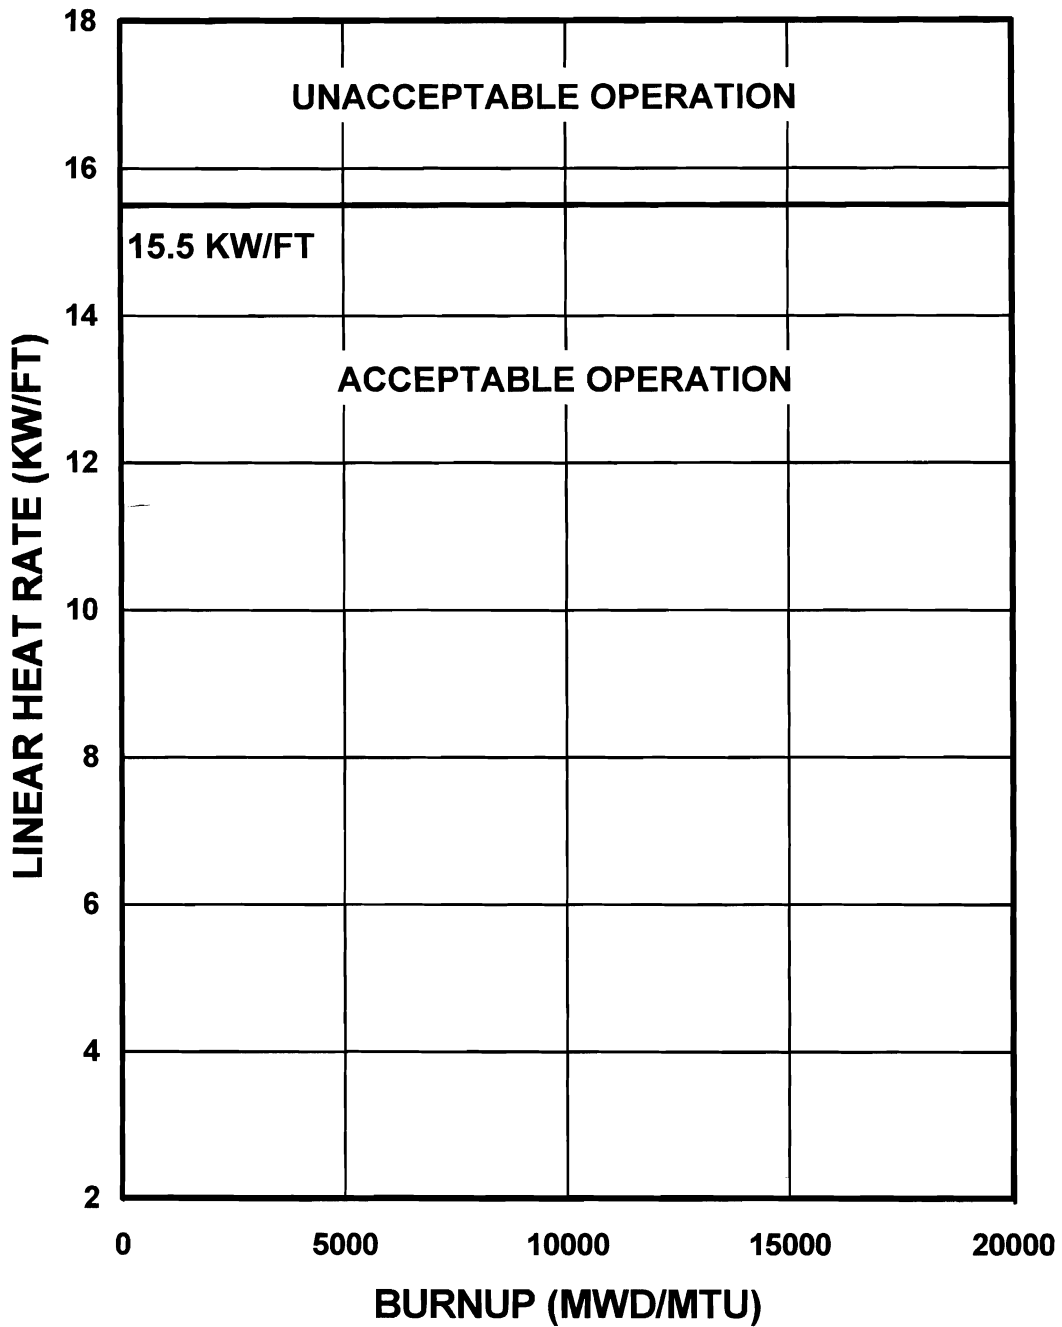 18
UNACCEPTABLE OPERATION
16
15.5 KW/FT
14
ACCEPTABLE OPERATION
12
10
8
6
4
2
LINEAR HEAT RATE (KW/FT)
0 5000 10000 15000 20000
BURNUP (MWD/MTU)